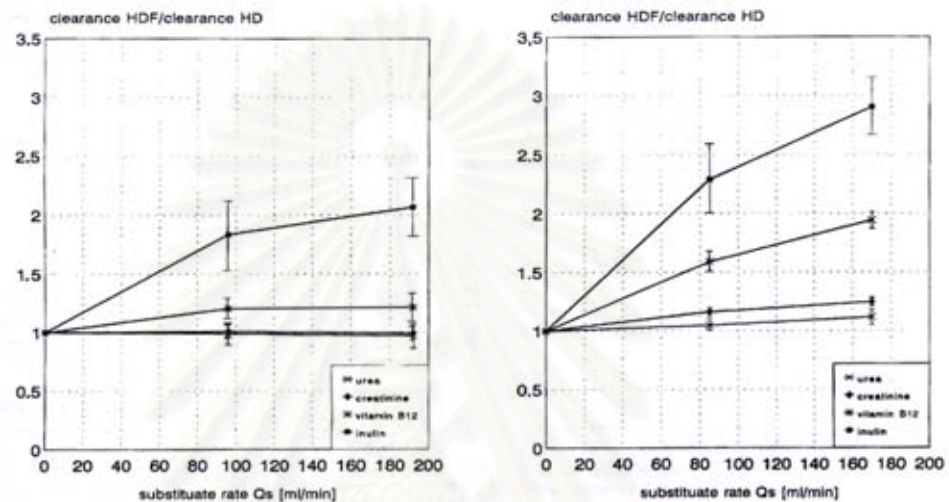 clearance HDF/clearance HD
3.5
3
2.5
2
1.5
1
0.5
0
0 20 40 60 80 100 120 140 160 180 200
substituate rate Qs [ml/min]
urea
creatinine
vitamin B12
inulin
clearance HDF/clearance HD
3,5
3
2.5
2
1.5
1
0.5
0
0 20 40 60 80 100 120 140 160 180 200
substituate rate Qs [ml/min]
urea
creatinine
vitamin B12
inulin